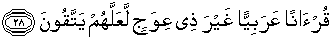 قُرْءَانًا عَرَبِيًّا غَيْرَ ذِى عِوَجٍ لَّعَلَّهُمْ يَتَّقُونَ ٢٨